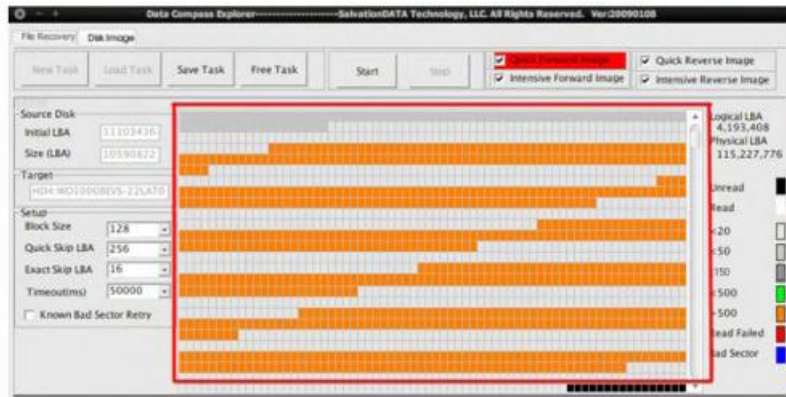 Data Compass Explorer--------------------SalvationDATA Technology, LLC. All Rights Reserved. Ver:20090108
File Recovery Disk Image
New Task Load Task Save Task Free Task Start Stop
Quick Forward Image Quick Reverse Image
Intensive Forward Image Intensive Reverse Image
Source Disk
Initial LBA 11103436
Size (LBA) 10590822
Target
Setup
Block Size 128
Quick Skip LBA 256
Exact Skip LBA 16
Timeout(ms) 50000
Known Bad Sector Retry
Logical LBA
4,193,408
Physical LBA
115,227,776
Unread
Read
<20
<50
<150
<500
>500
Read Failed
Bad Sector